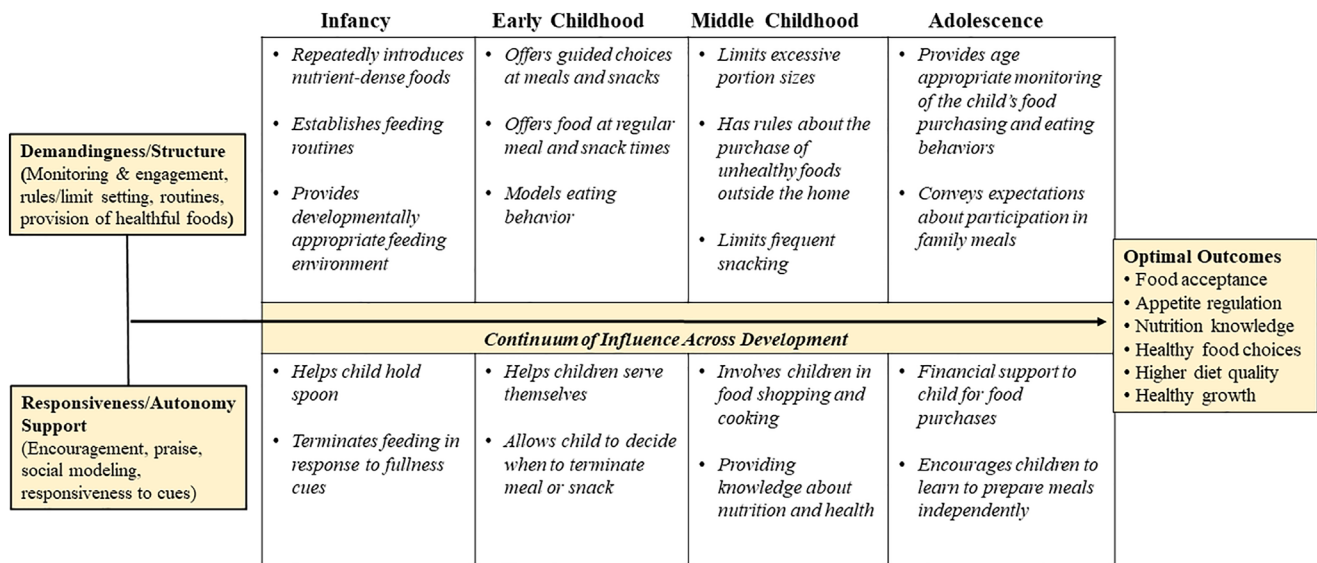 Infancy
Early Childhood
Middle Childhood
Adolescence
Demandingness/Structure
(Monitoring & engagement,
rules/limit setting, routines,
provision of healthful foods)
• Repeatedly introduces
nutrient-dense foods
• Establishes feeding
routines
• Provides
developmentally
appropriate feeding
environment
• Offers guided choices
at meals and snacks
• Offers food at regular
meal and snack times
• Models eating
behavior
• Limits excessive
portion sizes
• Has rules about the
purchase of
unhealthy foods
outside the home
• Limits frequent
snacking
• Provides age
appropriate monitoring
of the child's food
purchasing and eating
behaviors
• Conveys expectations
about participation in
family meals
Continuum of Influence Across Development
Responsiveness/Autonomy
Support
(Encouragement, praise,
social modeling,
responsiveness to cues)
• Helps child hold
spoon
• Terminates feeding in
response to fullness
cues
• Helps children serve
themselves
• Allows child to decide
when to terminate
meal or snack
• Involves children in
food shopping and
cooking
• Providing
knowledge about
nutrition and health
• Financial support to
child for food
purchases
• Encourages children to
learn to prepare meals
independently
Optimal Outcomes
• Food acceptance
• Appetite regulation
• Nutrition knowledge
• Healthy food choices
• Higher diet quality
• Healthy growth